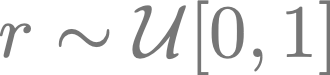 r ∼ 𝒰[0, 1]